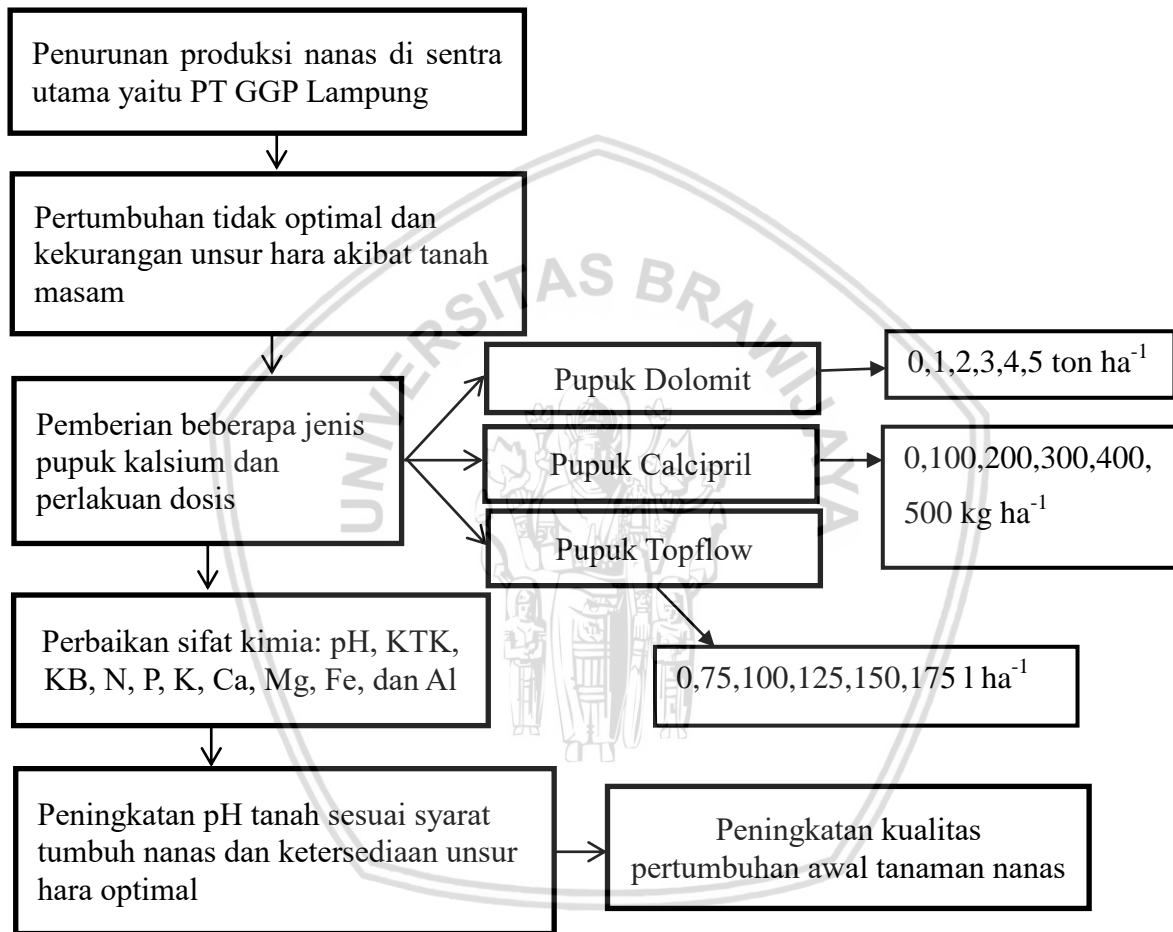 Penurunan produksi nanas di sentra
utama yaitu PT GGP Lampung
Pertumbuhan tidak optimal dan
kekurangan unsur hara akibat tanah
masam
Pemberian beberapa jenis
pupuk kalsium dan
perlakuan dosis
Pupuk Dolomit
0,1,2,3,4,5 ton ha⁻¹
Pupuk Calcipril
0,100,200,300,400,
500 kg ha⁻¹
Pupuk Topflow
0,75,100,125,150,175 l ha⁻¹
Perbaikan sifat kimia: pH, KTK,
KB, N, P, K, Ca, Mg, Fe, dan Al
Peningkatan pH tanah sesuai syarat
tumbuh nanas dan ketersediaan unsur
hara optimal
Peningkatan kualitas
pertumbuhan awal tanaman nanas
UNIVERSITAS BRAWIJAYA